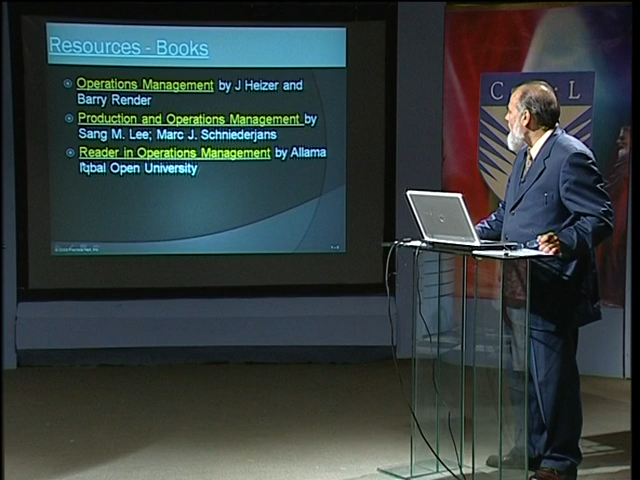 Resources - Books
Operations Management by J Heizer and
Barry Render
Production and Operations Management by
Sang M. Lee; Marc J. Schniederjans
Reader in Operations Management by Allama
Iqbal Open University